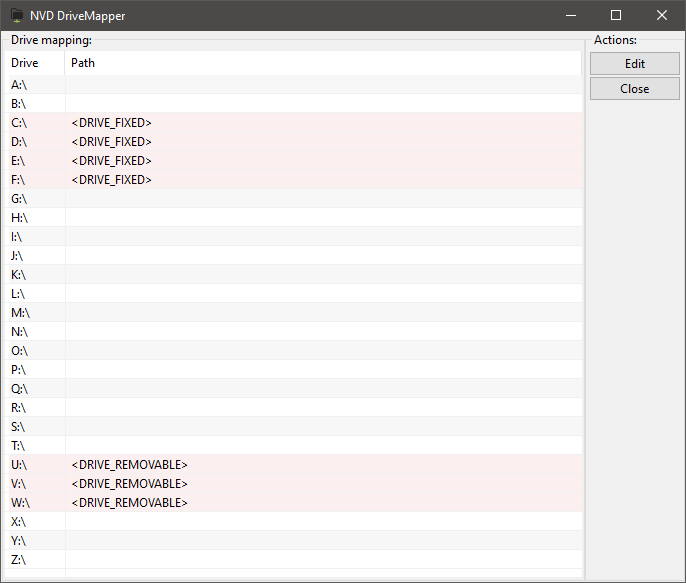 NVD DriveMapper
Drive mapping:
Drive Path
A:\
B:\
C:\ <DRIVE_FIXED>
D:\ <DRIVE_FIXED>
E:\ <DRIVE_FIXED>
F:\ <DRIVE_FIXED>
G:\
H:\
I:\
J:\
K:\
L:\
M:\
N:\
O:\
P:\
Q:\
R:\
S:\
T:\
U:\ <DRIVE_REMOVABLE>
V:\ <DRIVE_REMOVABLE>
W:\ <DRIVE_REMOVABLE>
X:\
Y:\
Z:\
Actions:
Edit
Close